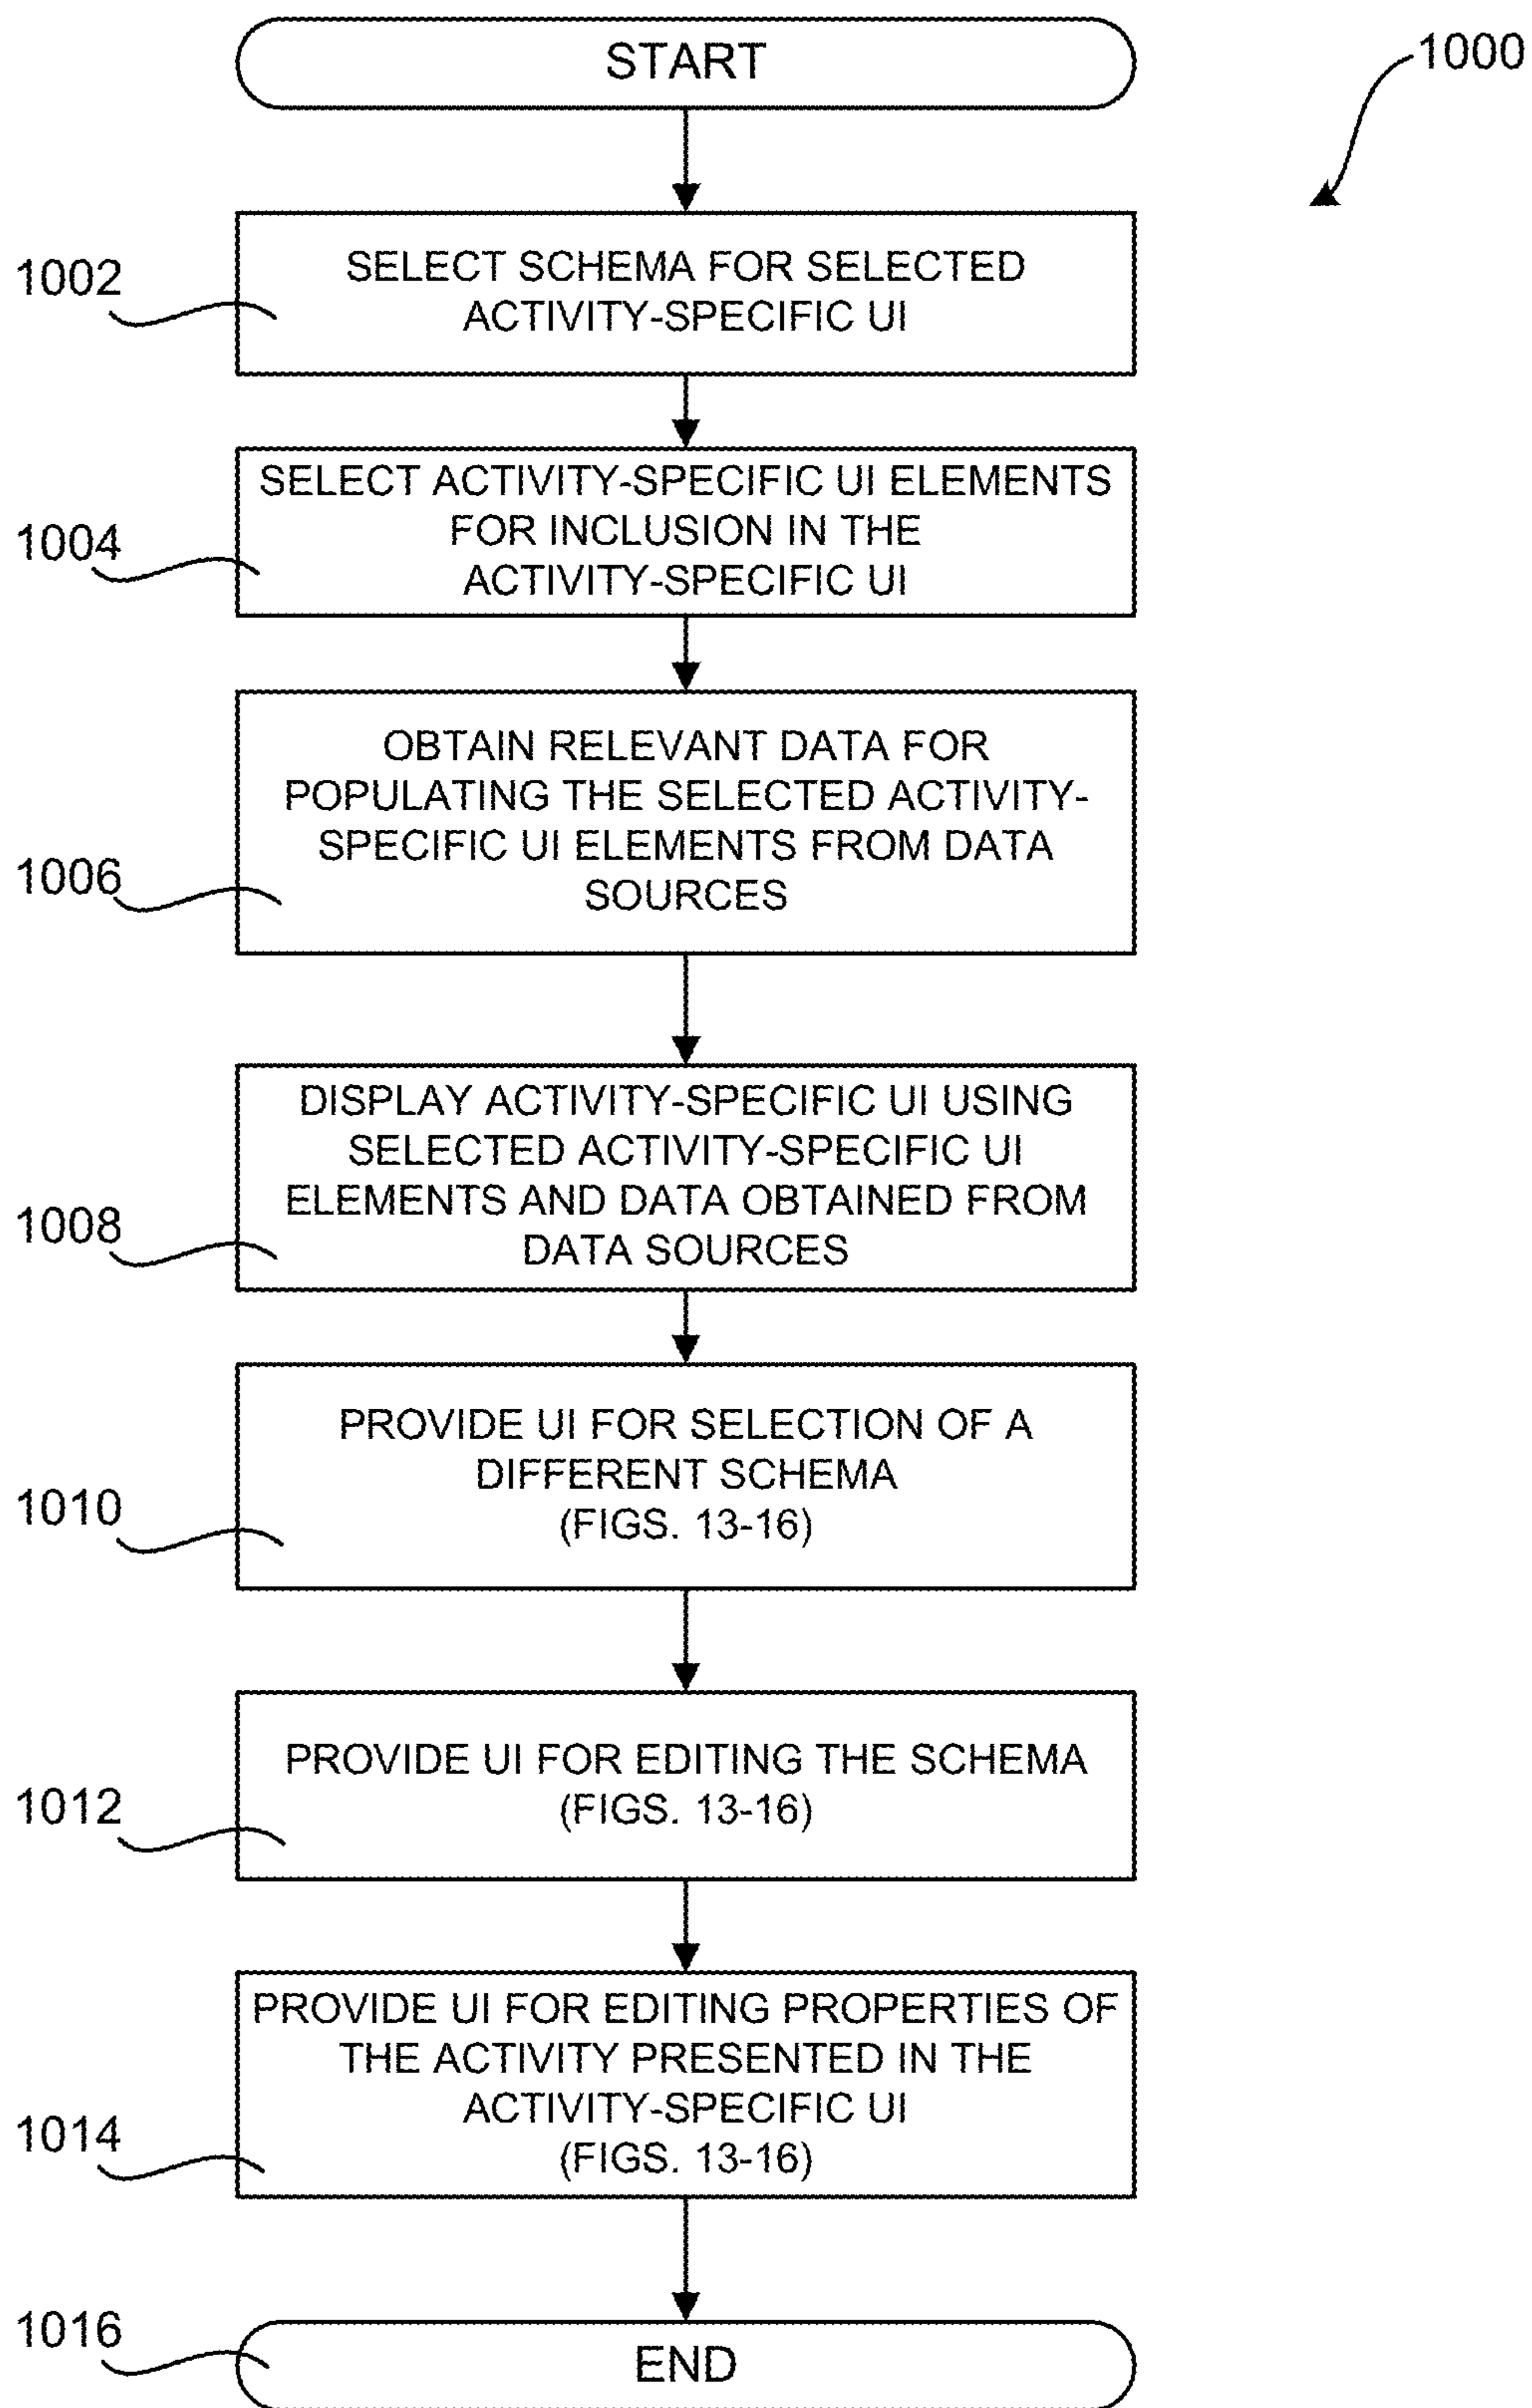 START
1000
1002
SELECT SCHEMA FOR SELECTED
ACTIVITY-SPECIFIC UI
1004
SELECT ACTIVITY-SPECIFIC UI ELEMENTS
FOR INCLUSION IN THE
ACTIVITY-SPECIFIC UI
1006
OBTAIN RELEVANT DATA FOR
POPULATING THE SELECTED ACTIVITY-
SPECIFIC UI ELEMENTS FROM DATA
SOURCES
1008
DISPLAY ACTIVITY-SPECIFIC UI USING
SELECTED ACTIVITY-SPECIFIC UI
ELEMENTS AND DATA OBTAINED FROM
DATA SOURCES
1010
PROVIDE UI FOR SELECTION OF A
DIFFERENT SCHEMA
(FIGS. 13-16)
1012
PROVIDE UI FOR EDITING THE SCHEMA
(FIGS. 13-16)
1014
PROVIDE UI FOR EDITING PROPERTIES OF
THE ACTIVITY PRESENTED IN THE
ACTIVITY-SPECIFIC UI
(FIGS. 13-16)
1016
END